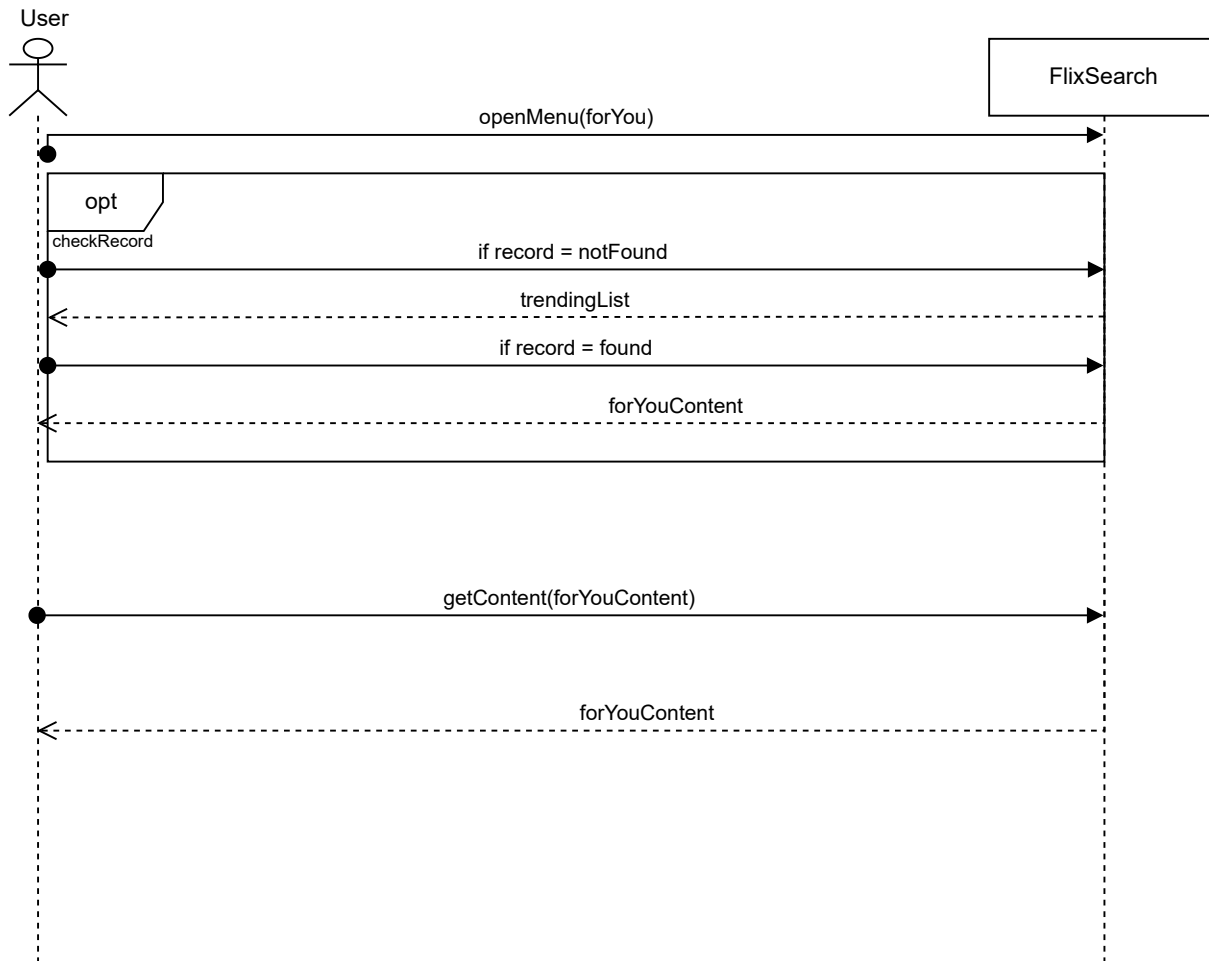 User
FlixSearch
openMenu(forYou)
opt
checkRecord
if record = notFound
trendingList
if record = found
forYouContent
getContent(forYouContent)
forYouContent